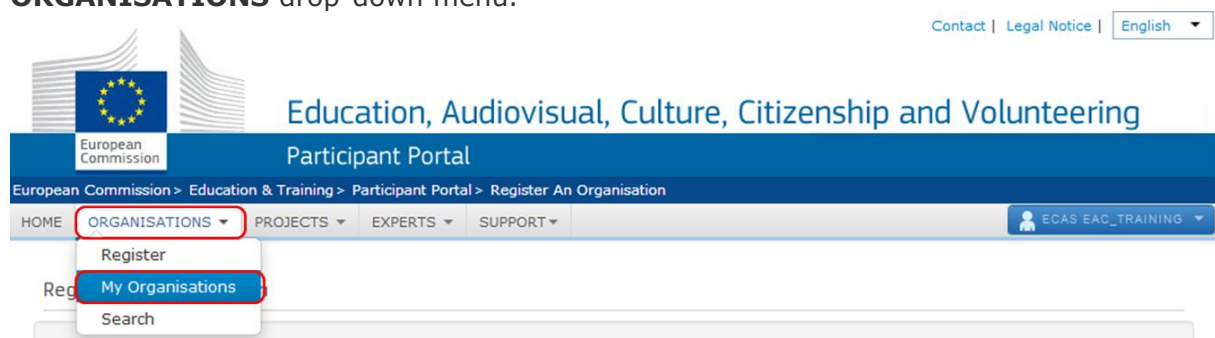 ORGANISATIONS drop-down menu.
Contact | Legal Notice | English
Education, Audiovisual, Culture, Citizenship and Volunteering
European
Commission
Participant Portal
European Commission > Education & Training > Participant Portal > Register An Organisation
HOME ORGANISATIONS PROJECTS EXPERTS SUPPORT ECAS EAC_TRAINING
Register
Reg
My Organisations
Search